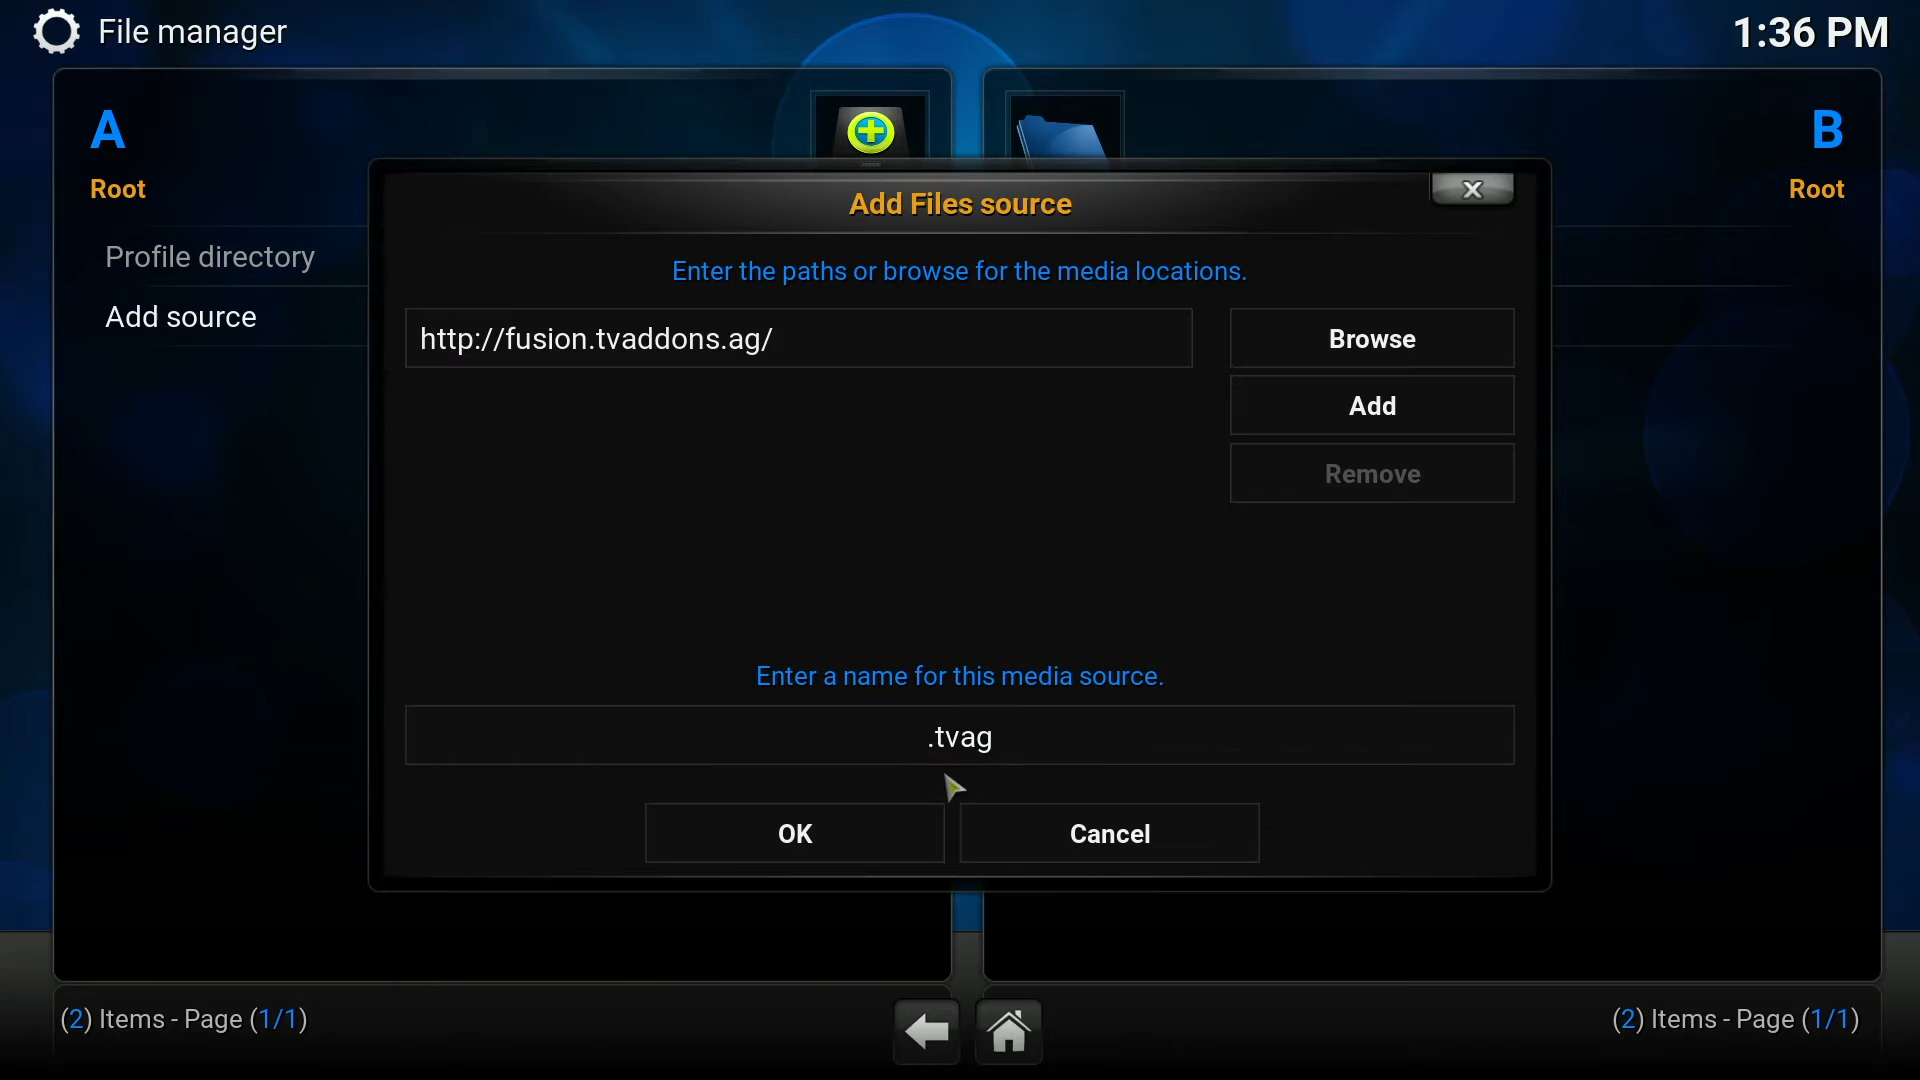 File manager
1:36 PM
A
B
Root
Root
Profile directory
Add source
Add Files source
Enter the paths or browse for the media locations.
http://fusion.tvaddons.ag/
Browse
Add
Remove
Enter a name for this media source.
.tvag
OK
Cancel
(2) Items - Page (1/1)
(2) Items - Page (1/1)